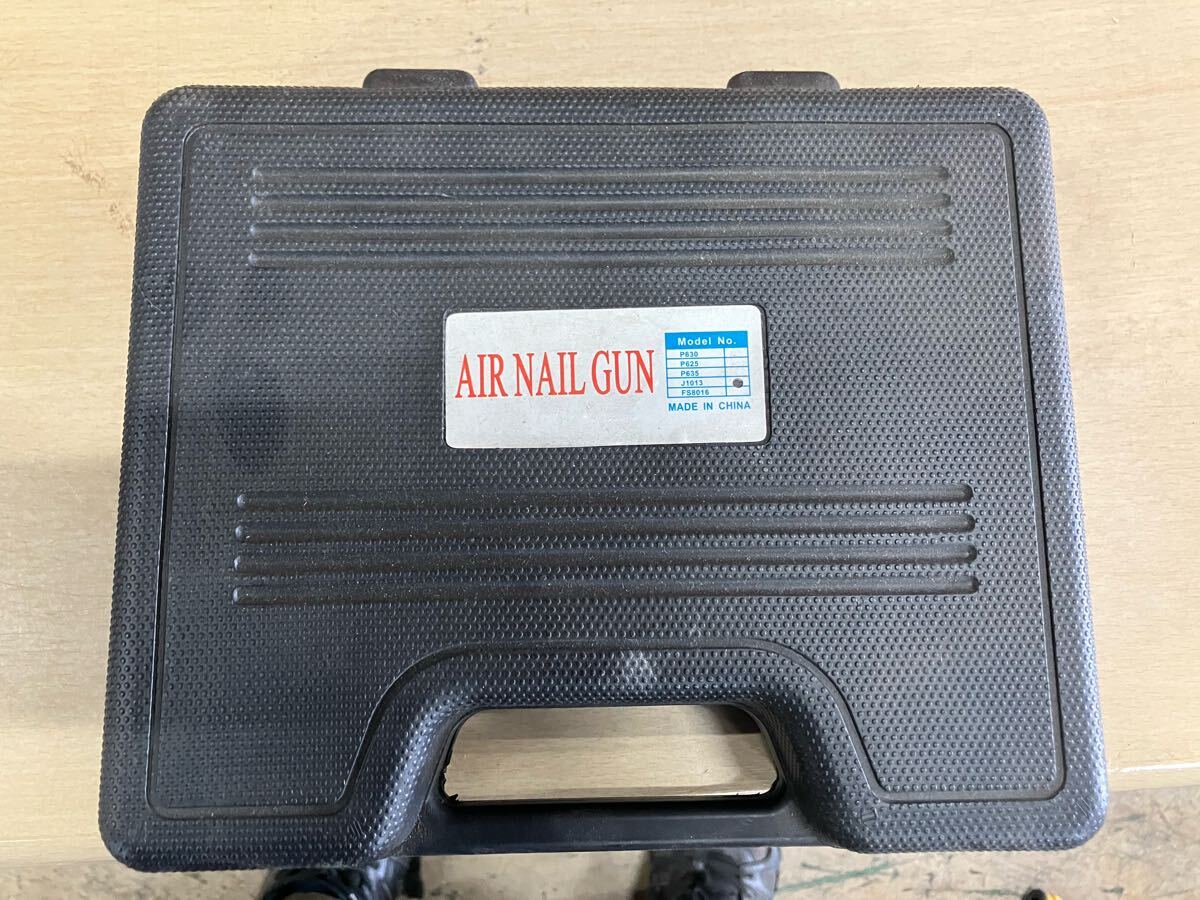 AIR NAIL GUN
Model No.
P630
P625
P635
J1013
FS8016
MADE IN CHINA